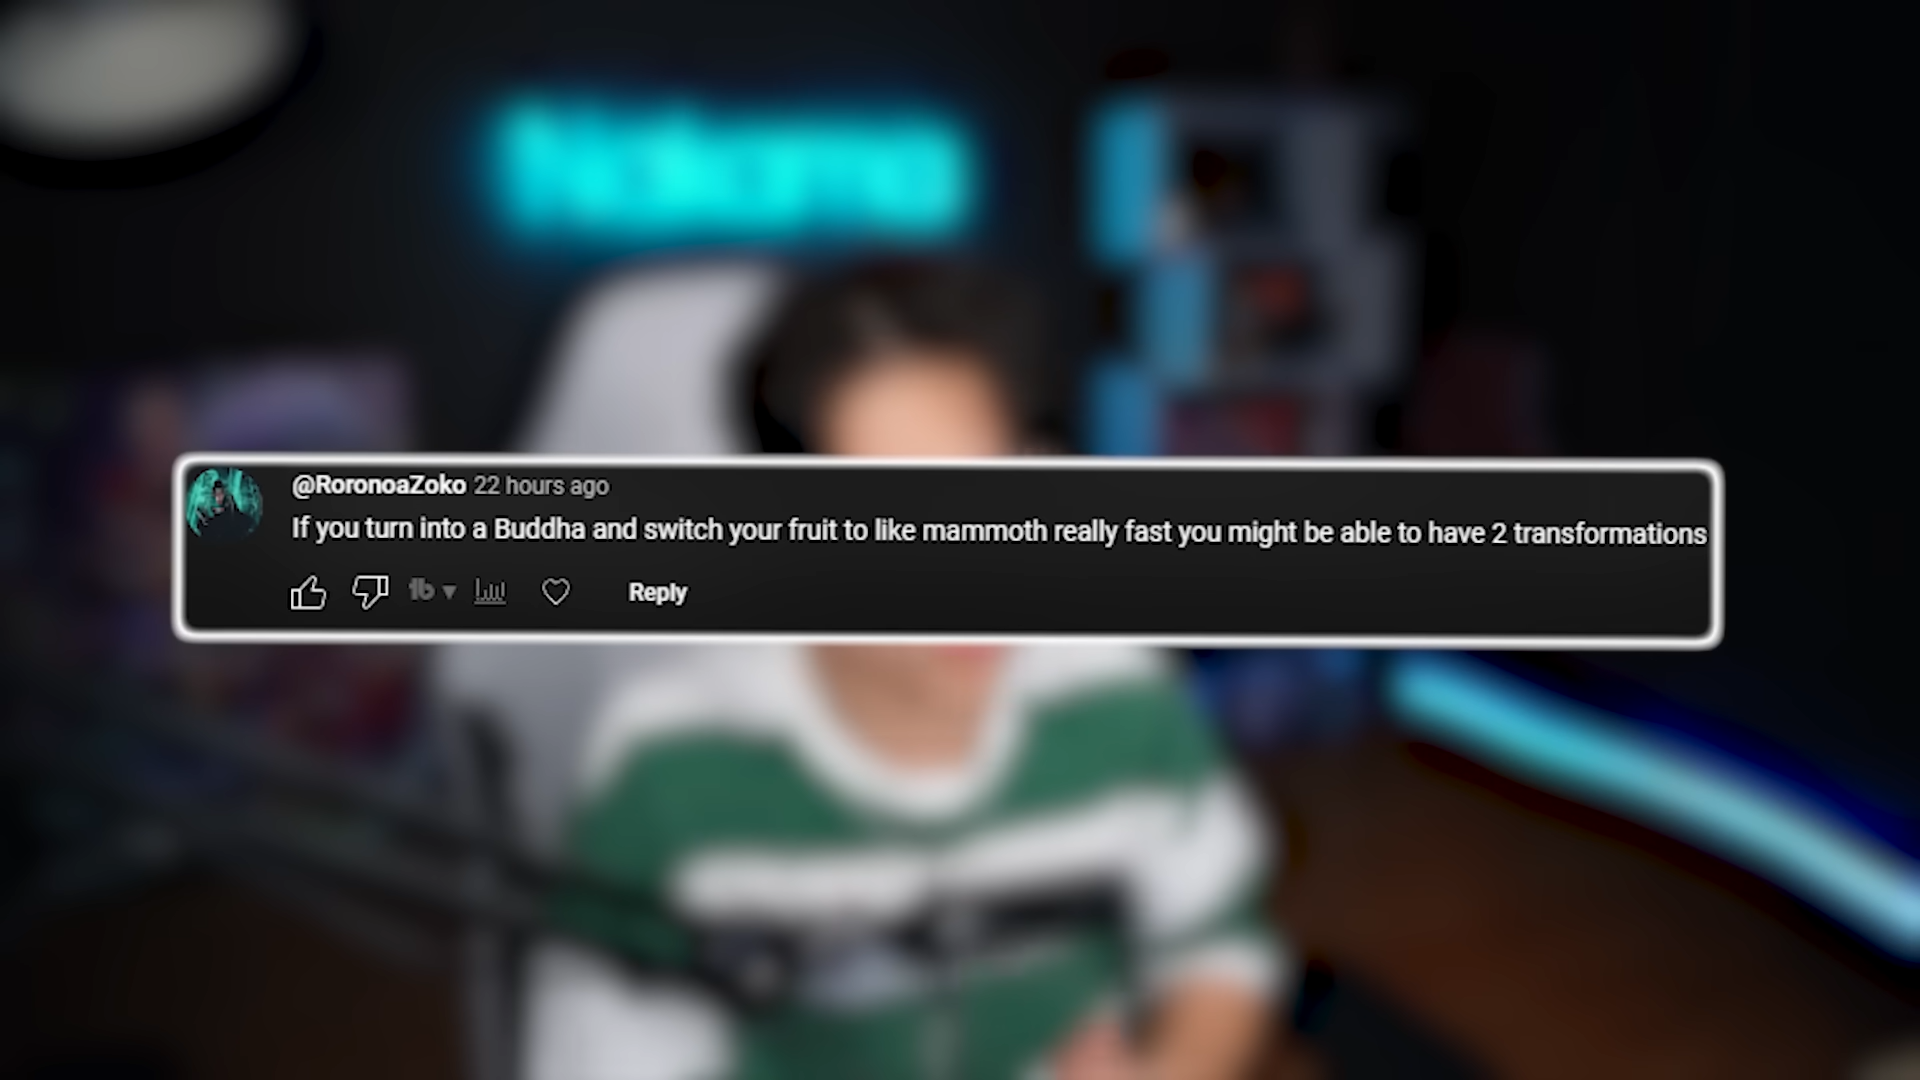 @RoronoaZoko 22 hours ago
If you turn into a Buddha and switch your fruit to like mammoth really fast you might be able to have 2 transformations
Reply